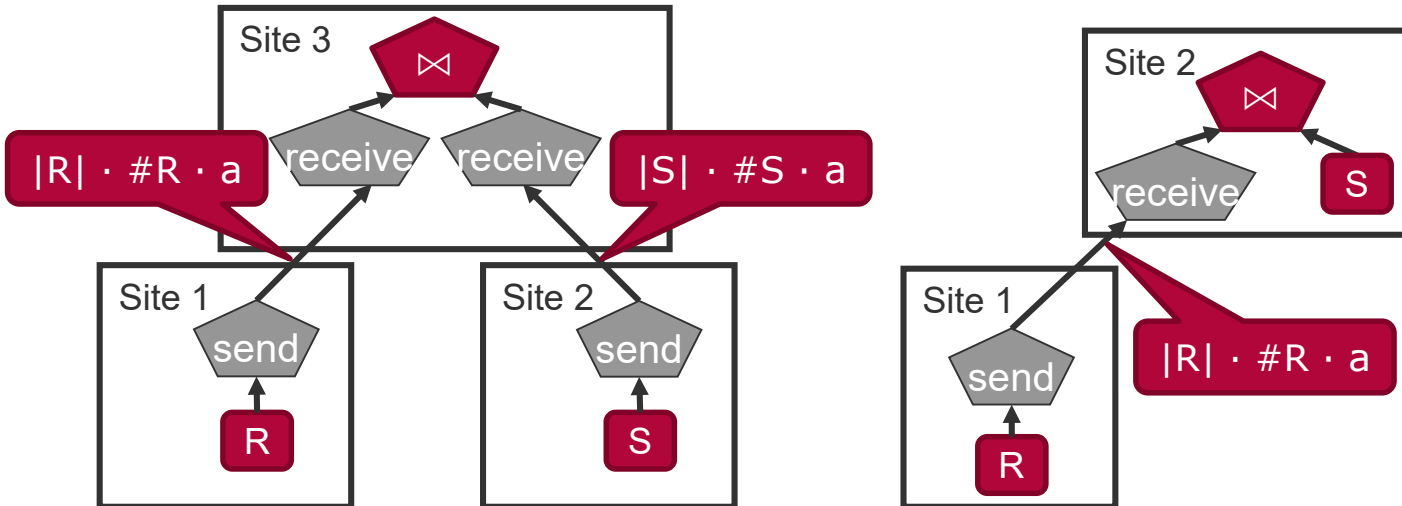 Site 3
⋈
receive
receive
|R| · #R · a
|S| · #S · a
Site 1
send
R
Site 2
send
S
Site 2
⋈
receive
S
Site 1
send
R
|R| · #R · a